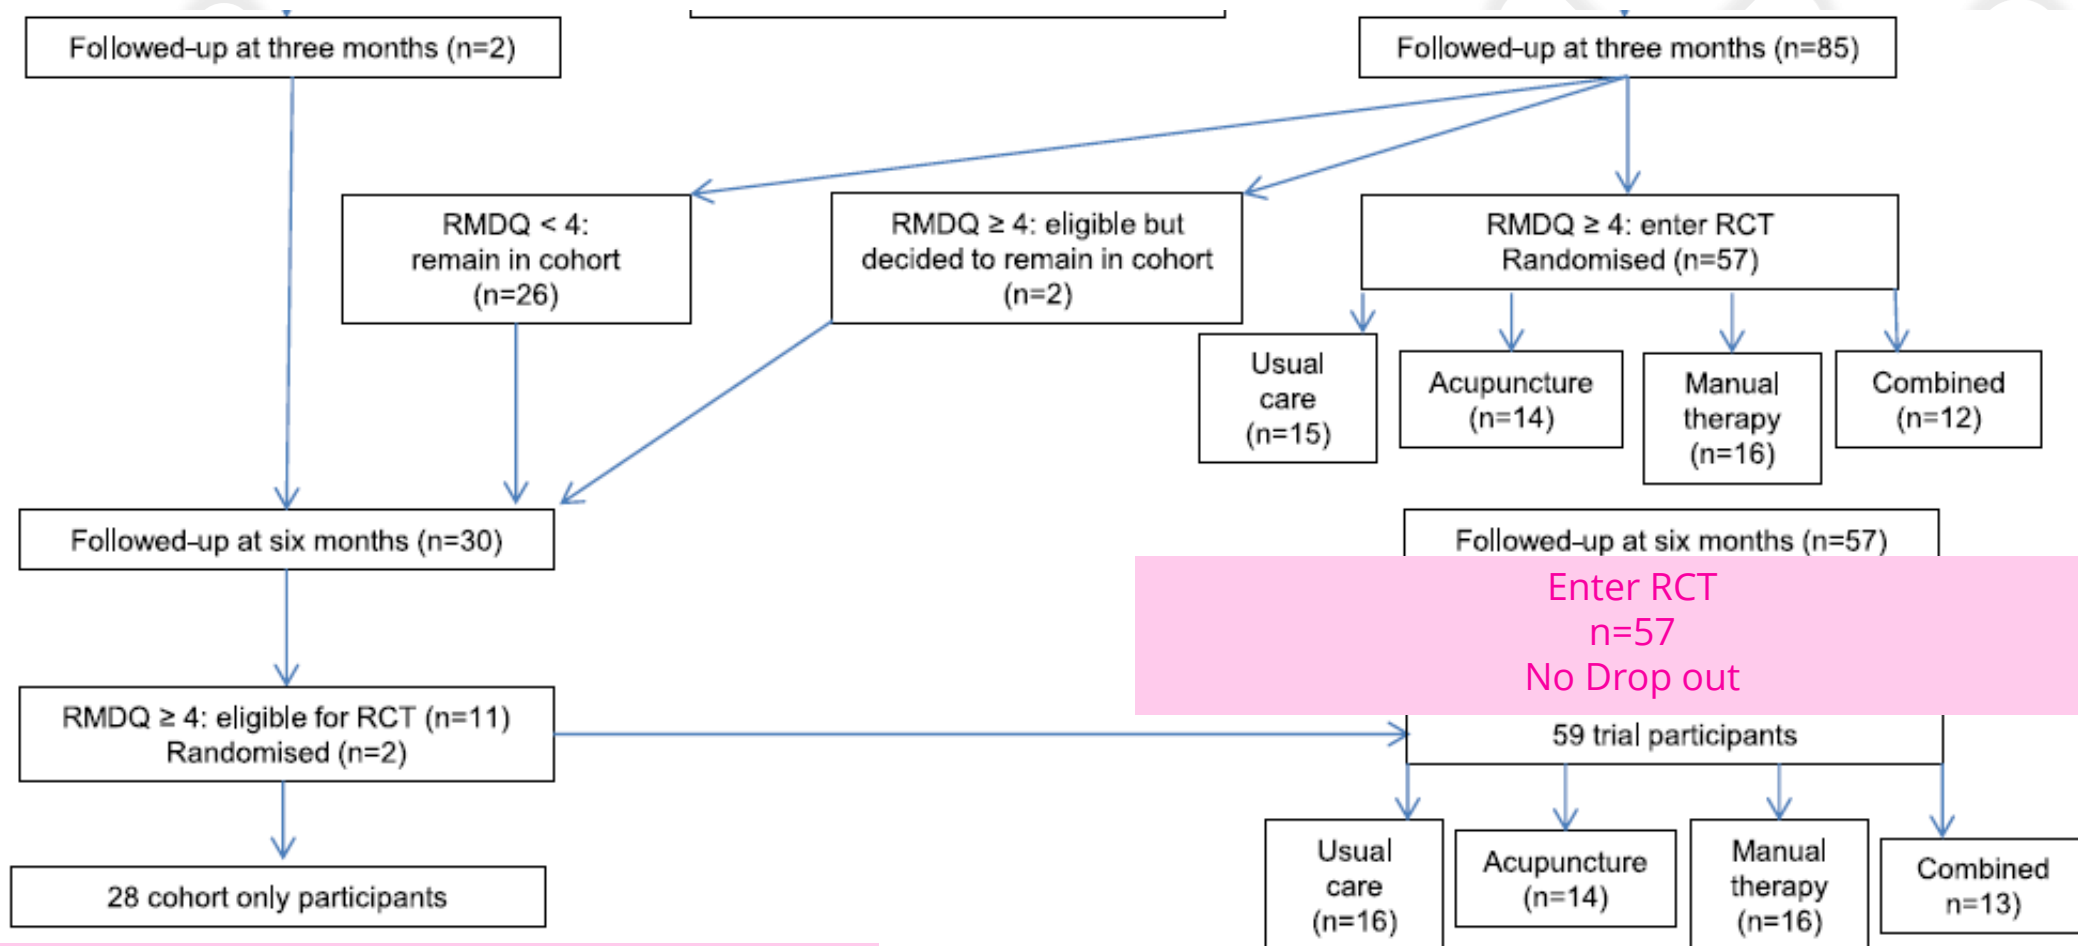 Followed-up at three months (n=2)
Followed-up at three months (n=85)
RMDQ < 4:
remain in cohort
(n=26)
RMDQ ≥ 4: eligible but
decided to remain in cohort
(n=2)
RMDQ ≥ 4: enter RCT
Randomised (n=57)
Usual
care
(n=15)
Acupuncture
(n=14)
Manual
therapy
(n=16)
Combined
(n=12)
Followed-up at six months (n=30)
Followed-up at six months (n=57)
Enter RCT
n=57
No Drop out
RMDQ ≥ 4: eligible for RCT (n=11)
Randomised (n=2)
59 trial participants
28 cohort only participants
Usual
care
(n=16)
Acupuncture
(n=14)
Manual
therapy
(n=16)
Combined
n=13)